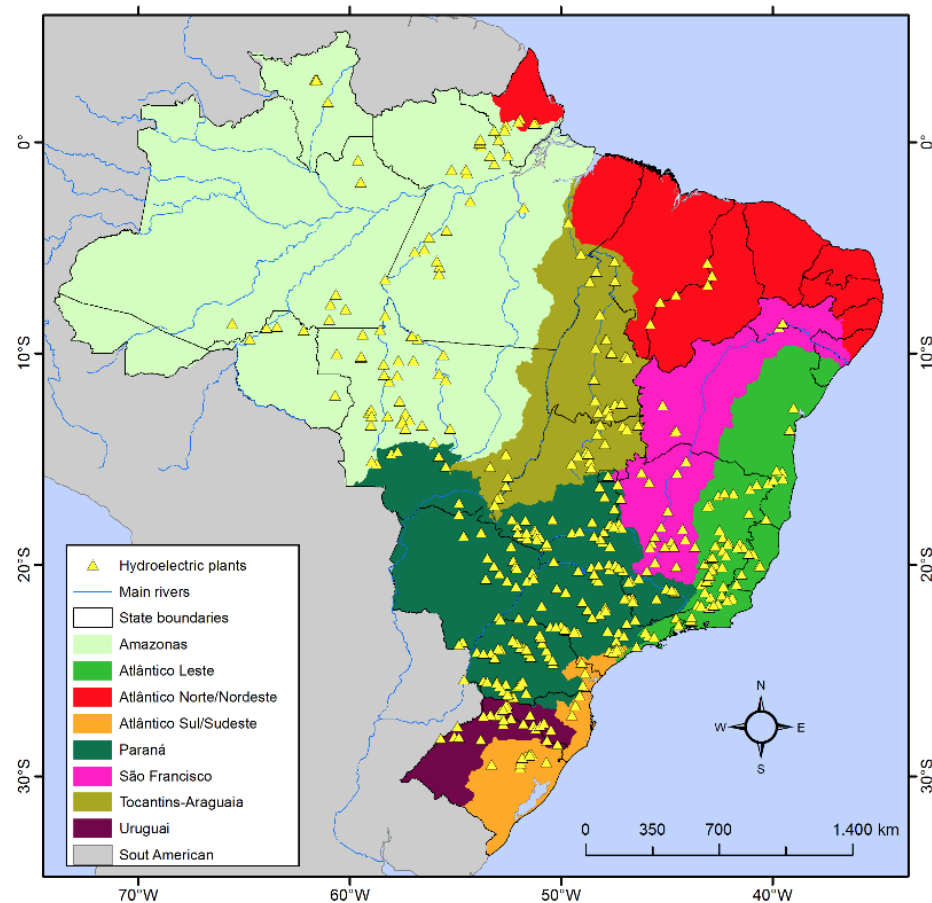 0°
10°S
20°S
30°S
0°
10°S
20°S
30°S
Hydroelectric plants
Main rivers
State boundaries
Amazonas
Atlântico Leste
Atlântico Norte/Nordeste
Atlântico Sul/Sudeste
Paraná
São Francisco
Tocantins-Araguaia
Uruguai
Sout American
N
W
E
S
0
350
700
1.400 km
70°W
60°W
50°W
40°W